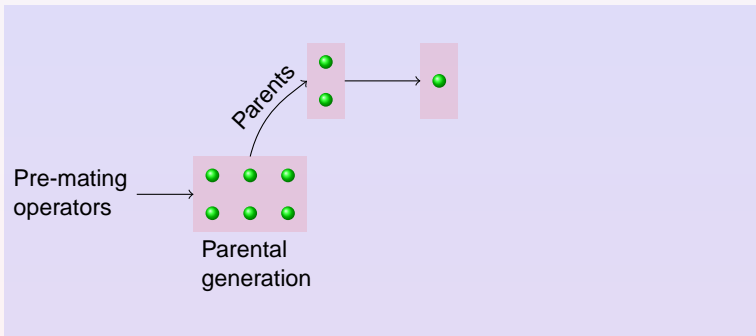 Parents
Pre-mating
operators
Parental
generation